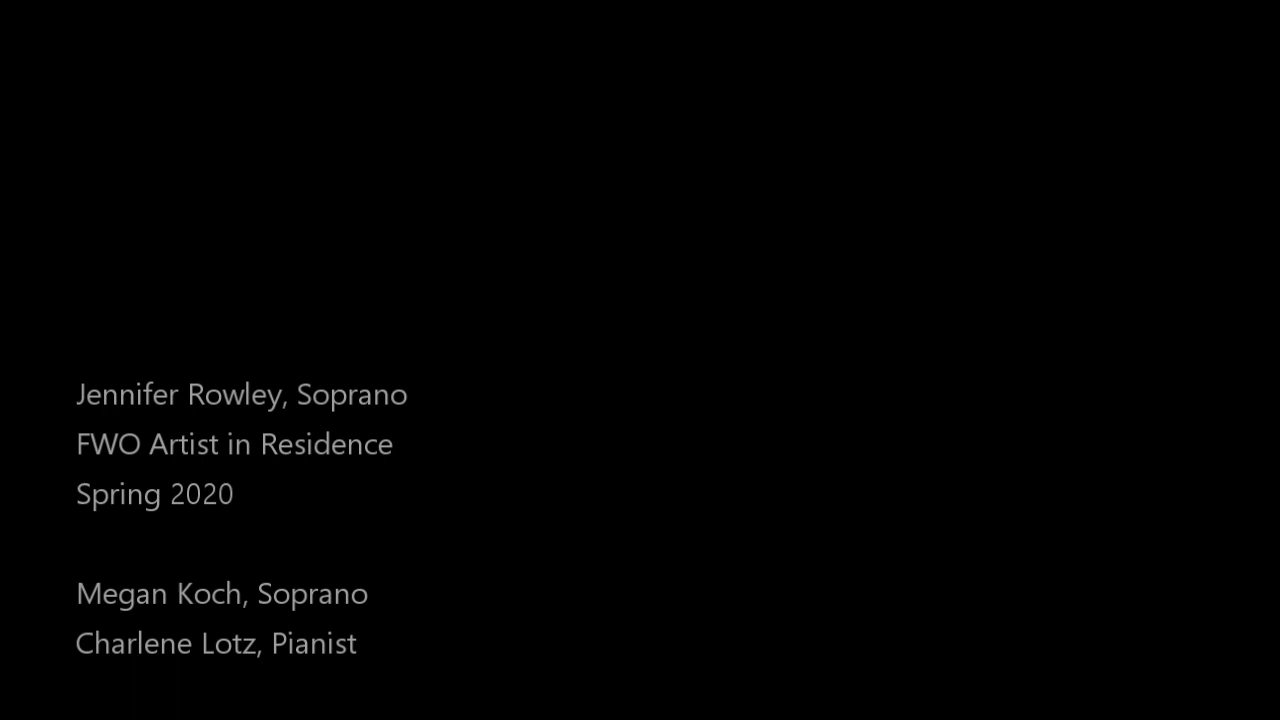 Jennifer Rowley, Soprano
FWO Artist in Residence
Spring 2020
Megan Koch, Soprano
Charlene Lotz, Pianist